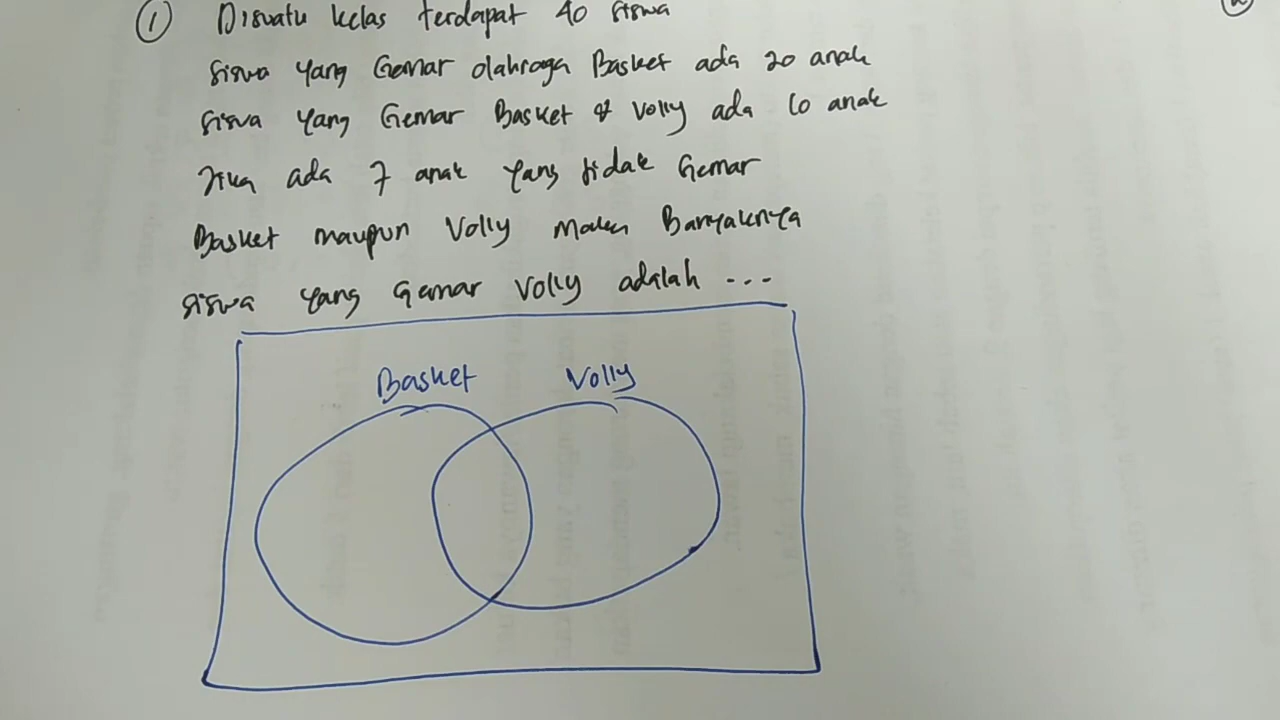 ① Disuatu kelas terdapat 40 siswa
siswa yang Gemar olahroga Basket ada 20 anak
siswa yang Gemar Basket & Volly ada 10 anak
Jika ada 7 anak yang tidak Gemar
Basket maupun Volly maka Banyaknya
siswa yang Gemar Volly adalah ...
Basket Volly